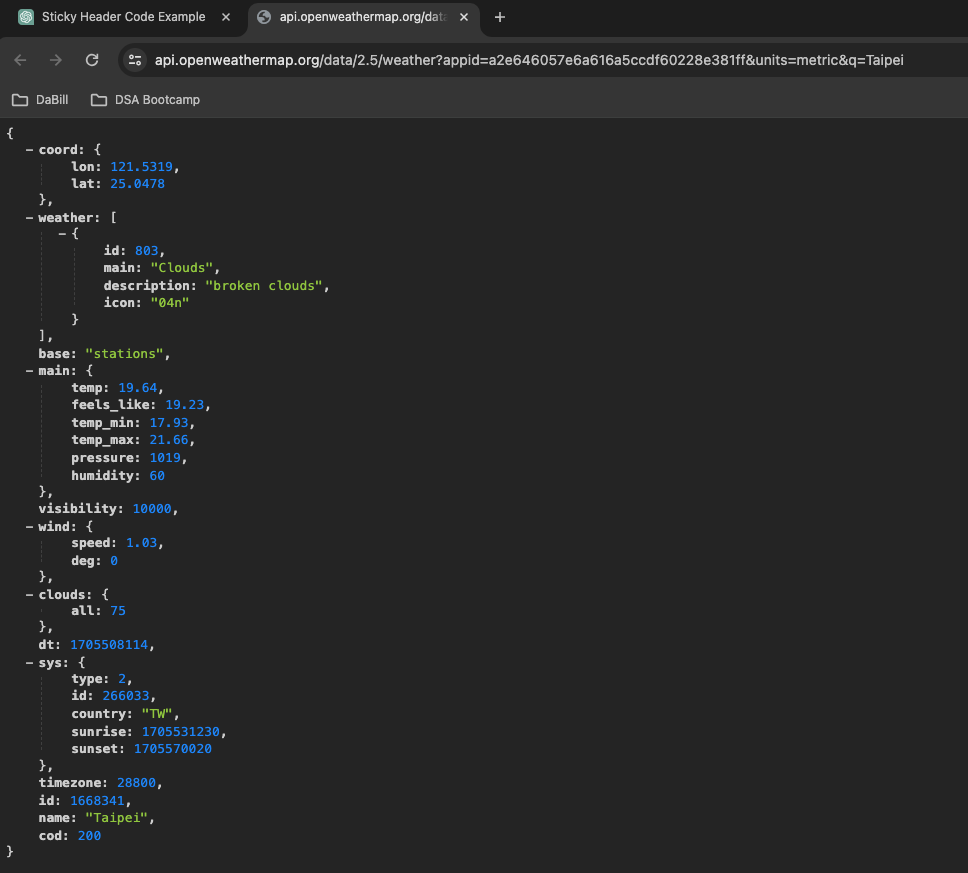 Sticky Header Code Example
api.openweathermap.org/data
api.openweathermap.org/data/2.5/weather?appid=a2e646057e6a616a5ccdf60228e381ff&units=metric&q=Taipei
DaBill
DSA Bootcamp
{
– coord: {
lon: 121.5319,
lat: 25.0478
},
– weather: [
– {
id: 803,
main: "Clouds",
description: "broken clouds",
icon: "04n"
}
],
base: "stations",
– main: {
temp: 19.64,
feels_like: 19.23,
temp_min: 17.93,
temp_max: 21.66,
pressure: 1019,
humidity: 60
},
visibility: 10000,
– wind: {
speed: 1.03,
deg: 0
},
– clouds: {
all: 75
},
dt: 1705508114,
– sys: {
type: 2,
id: 266033,
country: "TW",
sunrise: 1705531230,
sunset: 1705570020
},
timezone: 28800,
id: 1668341,
name: "Taipei",
cod: 200
}